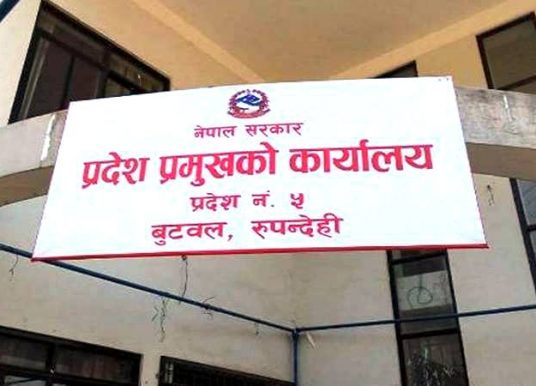 नेपाल सरकार
प्रदेश प्रमुखको कार्यालय
प्रदेश नं. ५
बुटवल, रुपन्देही